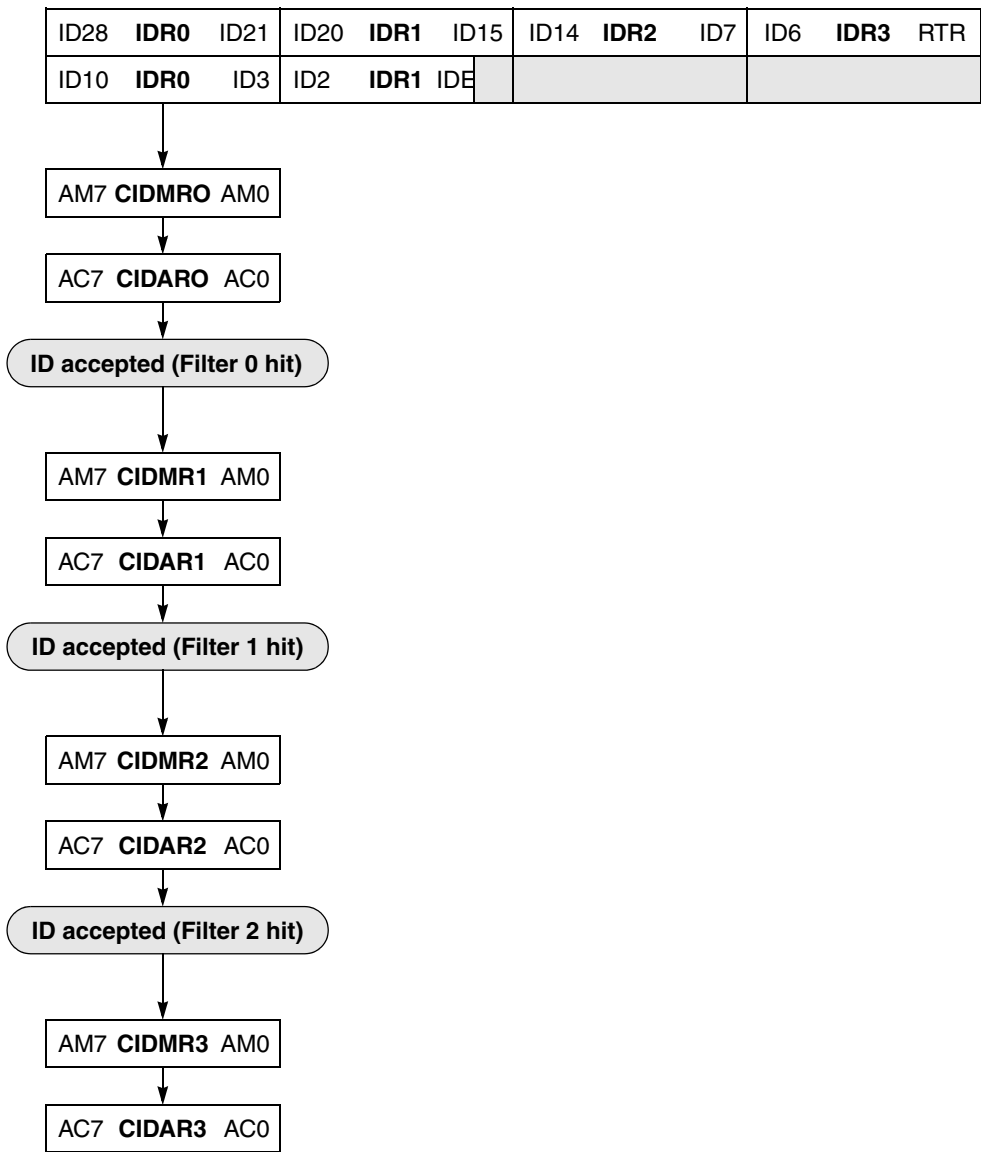 ID28 IDR0 ID21 ID20 IDR1 ID15 ID14 IDR2 ID7 ID6 IDR3 RTR
ID10 IDR0 ID3 ID2 IDR1 IDE
AM7 CIDMRO AM0
AC7 CIDARO AC0
ID accepted (Filter 0 hit)
AM7 CIDMR1 AM0
AC7 CIDAR1 AC0
ID accepted (Filter 1 hit)
AM7 CIDMR2 AM0
AC7 CIDAR2 AC0
ID accepted (Filter 2 hit)
AM7 CIDMR3 AM0
AC7 CIDAR3 AC0